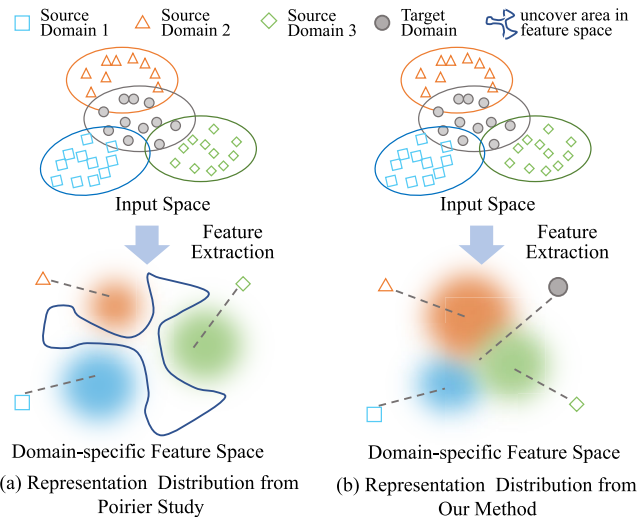 Source
Domain 1
Source
Domain 2
Source
Domain 3
Target
Domain
uncover area in
feature space
Input Space
Feature
Extraction
Domain-specific Feature Space
(a) Representation Distribution from
Poirier Study
Input Space
Feature
Extraction
Domain-specific Feature Space
(b) Representation Distribution from
Our Method